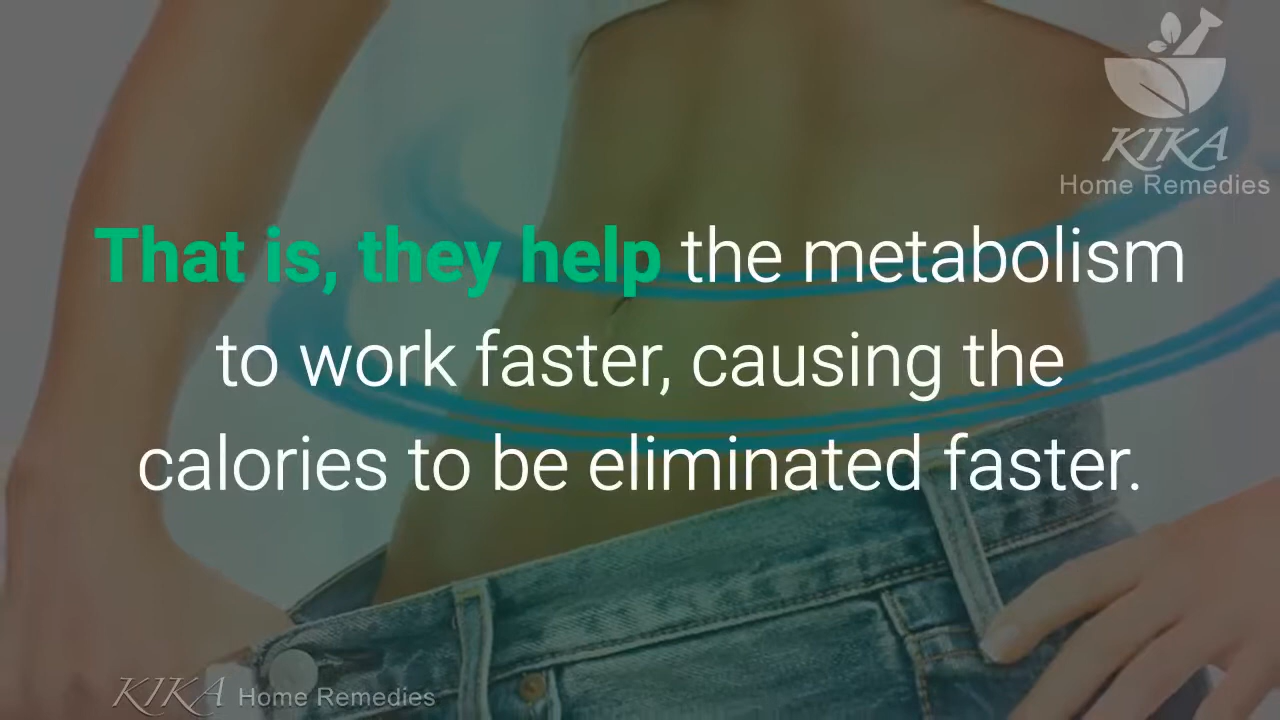 KIKA
Home Remedies
That is, they help the metabolism
to work faster, causing the
calories to be eliminated faster.
KIKA Home Remedies